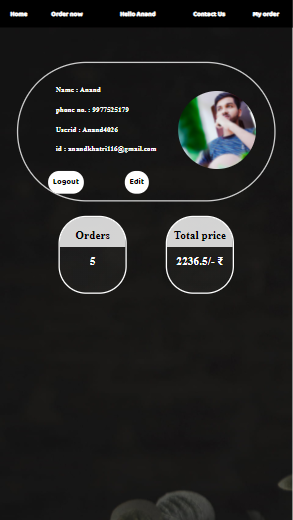 Home Order now Hello Anand Contact Us My order
Name : Anand
phone no. : 9977525179
Userid : Anand4026
id : anandkhatri116@gmail.com
Logout Edit
Orders Total price
5 2236.5/- ₹